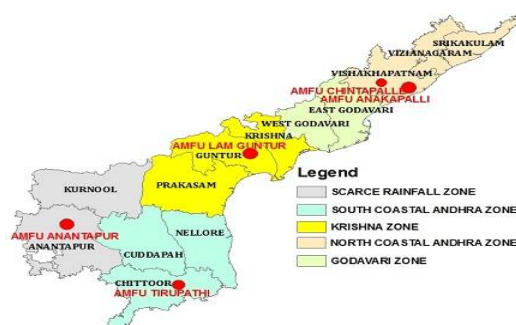 SRIKAKULAM
VIZIANAGARAM
VISHAKHAPATNAM
AMFU CHINTAPALLE
AMFU ANAKAPALLI
EAST GODAVARI
WEST GODAVARI
KRISHNA
AMFU LAM GUNTUR
GUNTUR
PRAKASAM
KURNOOL
AMFU ANANTAPUR
ANANTAPUR
NELLORE
CUDDAPAH
CHITTOOR
AMFU TIRUPATHI
Legend
SCARCE RAINFALL ZONE
SOUTH COASTAL ANDHRA ZONE
KRISHNA ZONE
NORTH COASTAL ANDHRA ZONE
GODAVARI ZONE